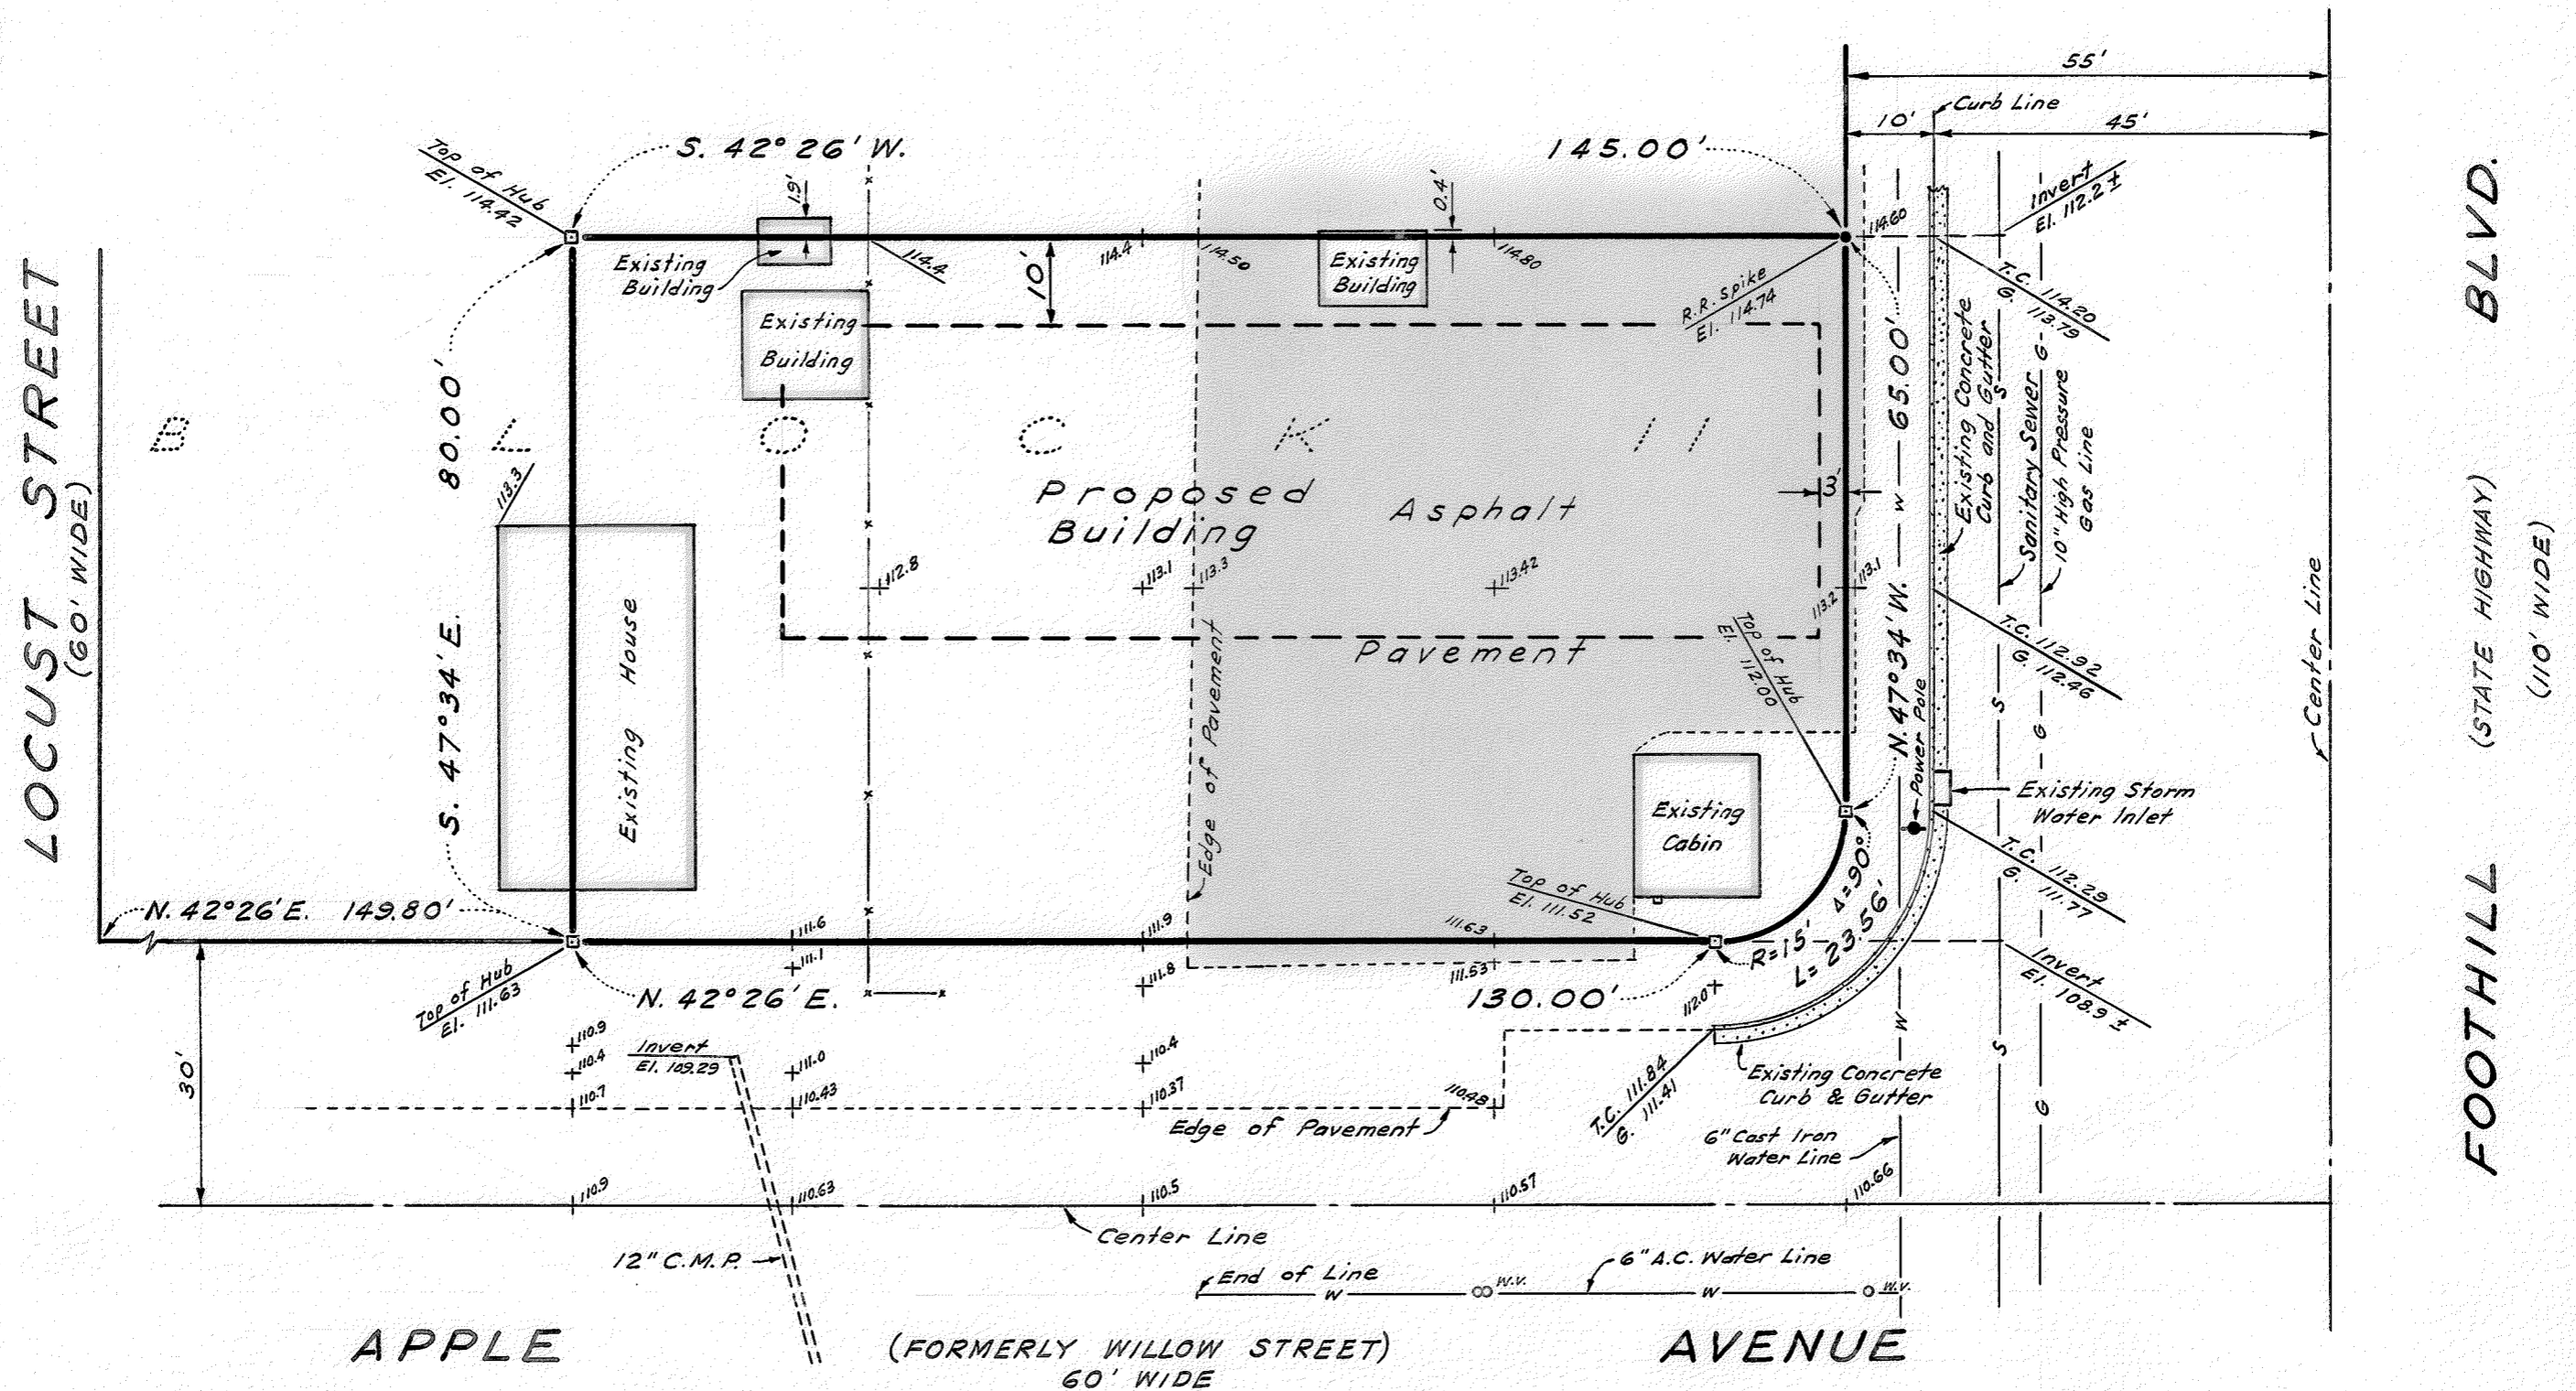 55'
Curb Line
10'
45'
S. 42° 26' W.
145.00'
Top of Hub
El. 114.42
1.9'
0.4'
Invert
El. 112.2 ±
114.60
Existing
Building
114.4
10'
114.4
114.50
Existing
Building
114.80
R.R. Spike
El. 114.74
T.C. 114.20
G. 113.79
Existing
Building
80.00'
S. 47° 34' E.
65.00'
N. 47° 34' W.
Existing Concrete
Curb and Gutter
S
Sanitary Sewer
G
10" High Pressure
Gas Line
LOCUST STREET
(60' WIDE)
BLOCK 11
113.3
Proposed
Building
Asphalt
3'
W
112.8
113.1
113.3
113.42
113.2
113.1
Top of Hub
El. 112.00
T.C. 112.92
G. 112.46
Pavement
Existing House
Edge of Pavement
Power Pole
S
G
Center Line
FOOTHILL BLVD.
(STATE HIGHWAY)
(110' WIDE)
Existing
Cabin
Existing Storm
Water Inlet
T.C. 112.29
G. 111.77
Δ=90°
R=15'
L= 23.56'
Top of Hub
El. 111.52
N. 42° 26' E. 149.80'
111.6
111.1
111.9
111.8
111.63
111.53
Top of Hub
El. 111.63
N. 42° 26' E.
130.00'
112.0
Invert
El. 108.9 ±
W
S
30'
110.9
110.4
110.7
Invert
El. 109.29
111.0
110.43
110.4
110.37
110.48
Edge of Pavement
T.C. 111.84
G. 111.41
Existing Concrete
Curb & Gutter
G
6" Cast Iron
Water Line
110.9
110.63
110.5
110.57
110.66
Center Line
12" C.M.P.
End of Line
W
W.V.
6" A.C. Water Line
W
W.V.
APPLE AVENUE
(FORMERLY WILLOW STREET)
60' WIDE